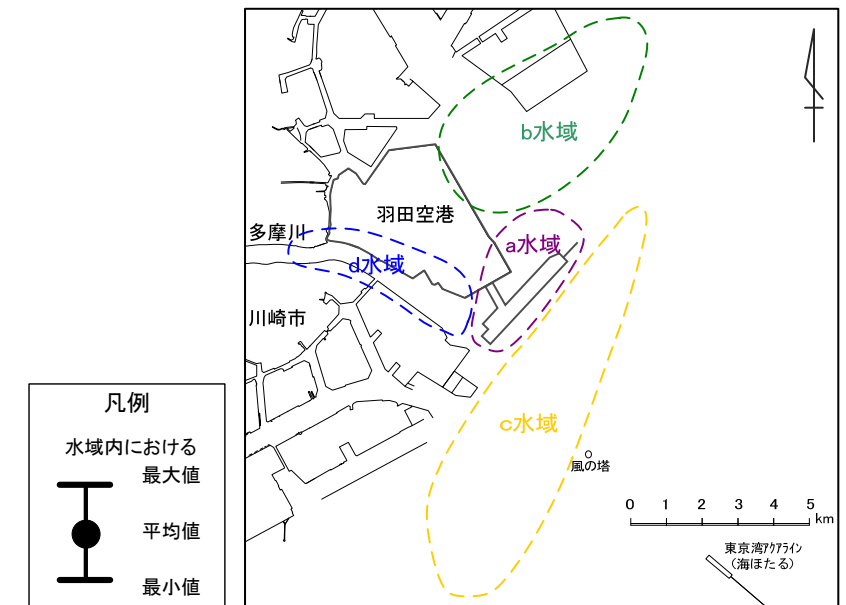 b水域
羽田空港
多摩川
a水域
d水域
川崎市
c水域
風の塔
0 1 2 3 4 5
km
東京湾アクアライン
(海ほたる)
凡例
水域内における
最大値
平均値
最小値